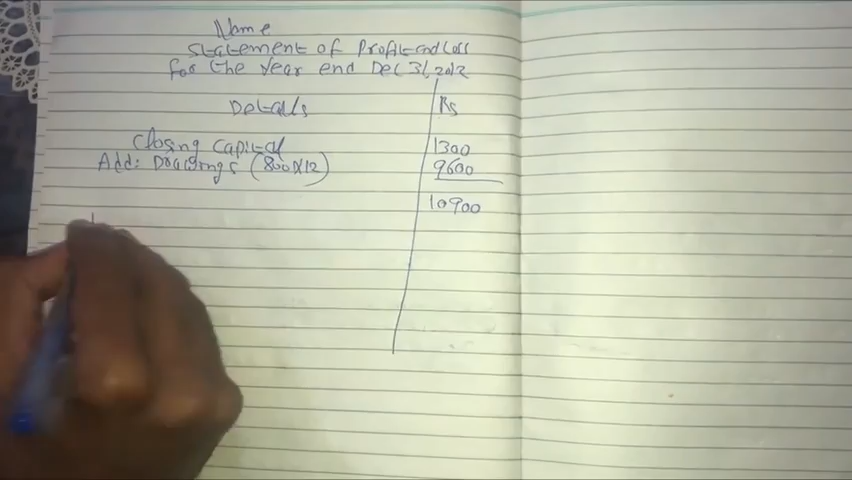 Name
Statement of Profit and Loss
for the year end Dec 31, 2012
Details Rs
Closing Capital 1300
Add: Drawings (800X12) 9600
10900